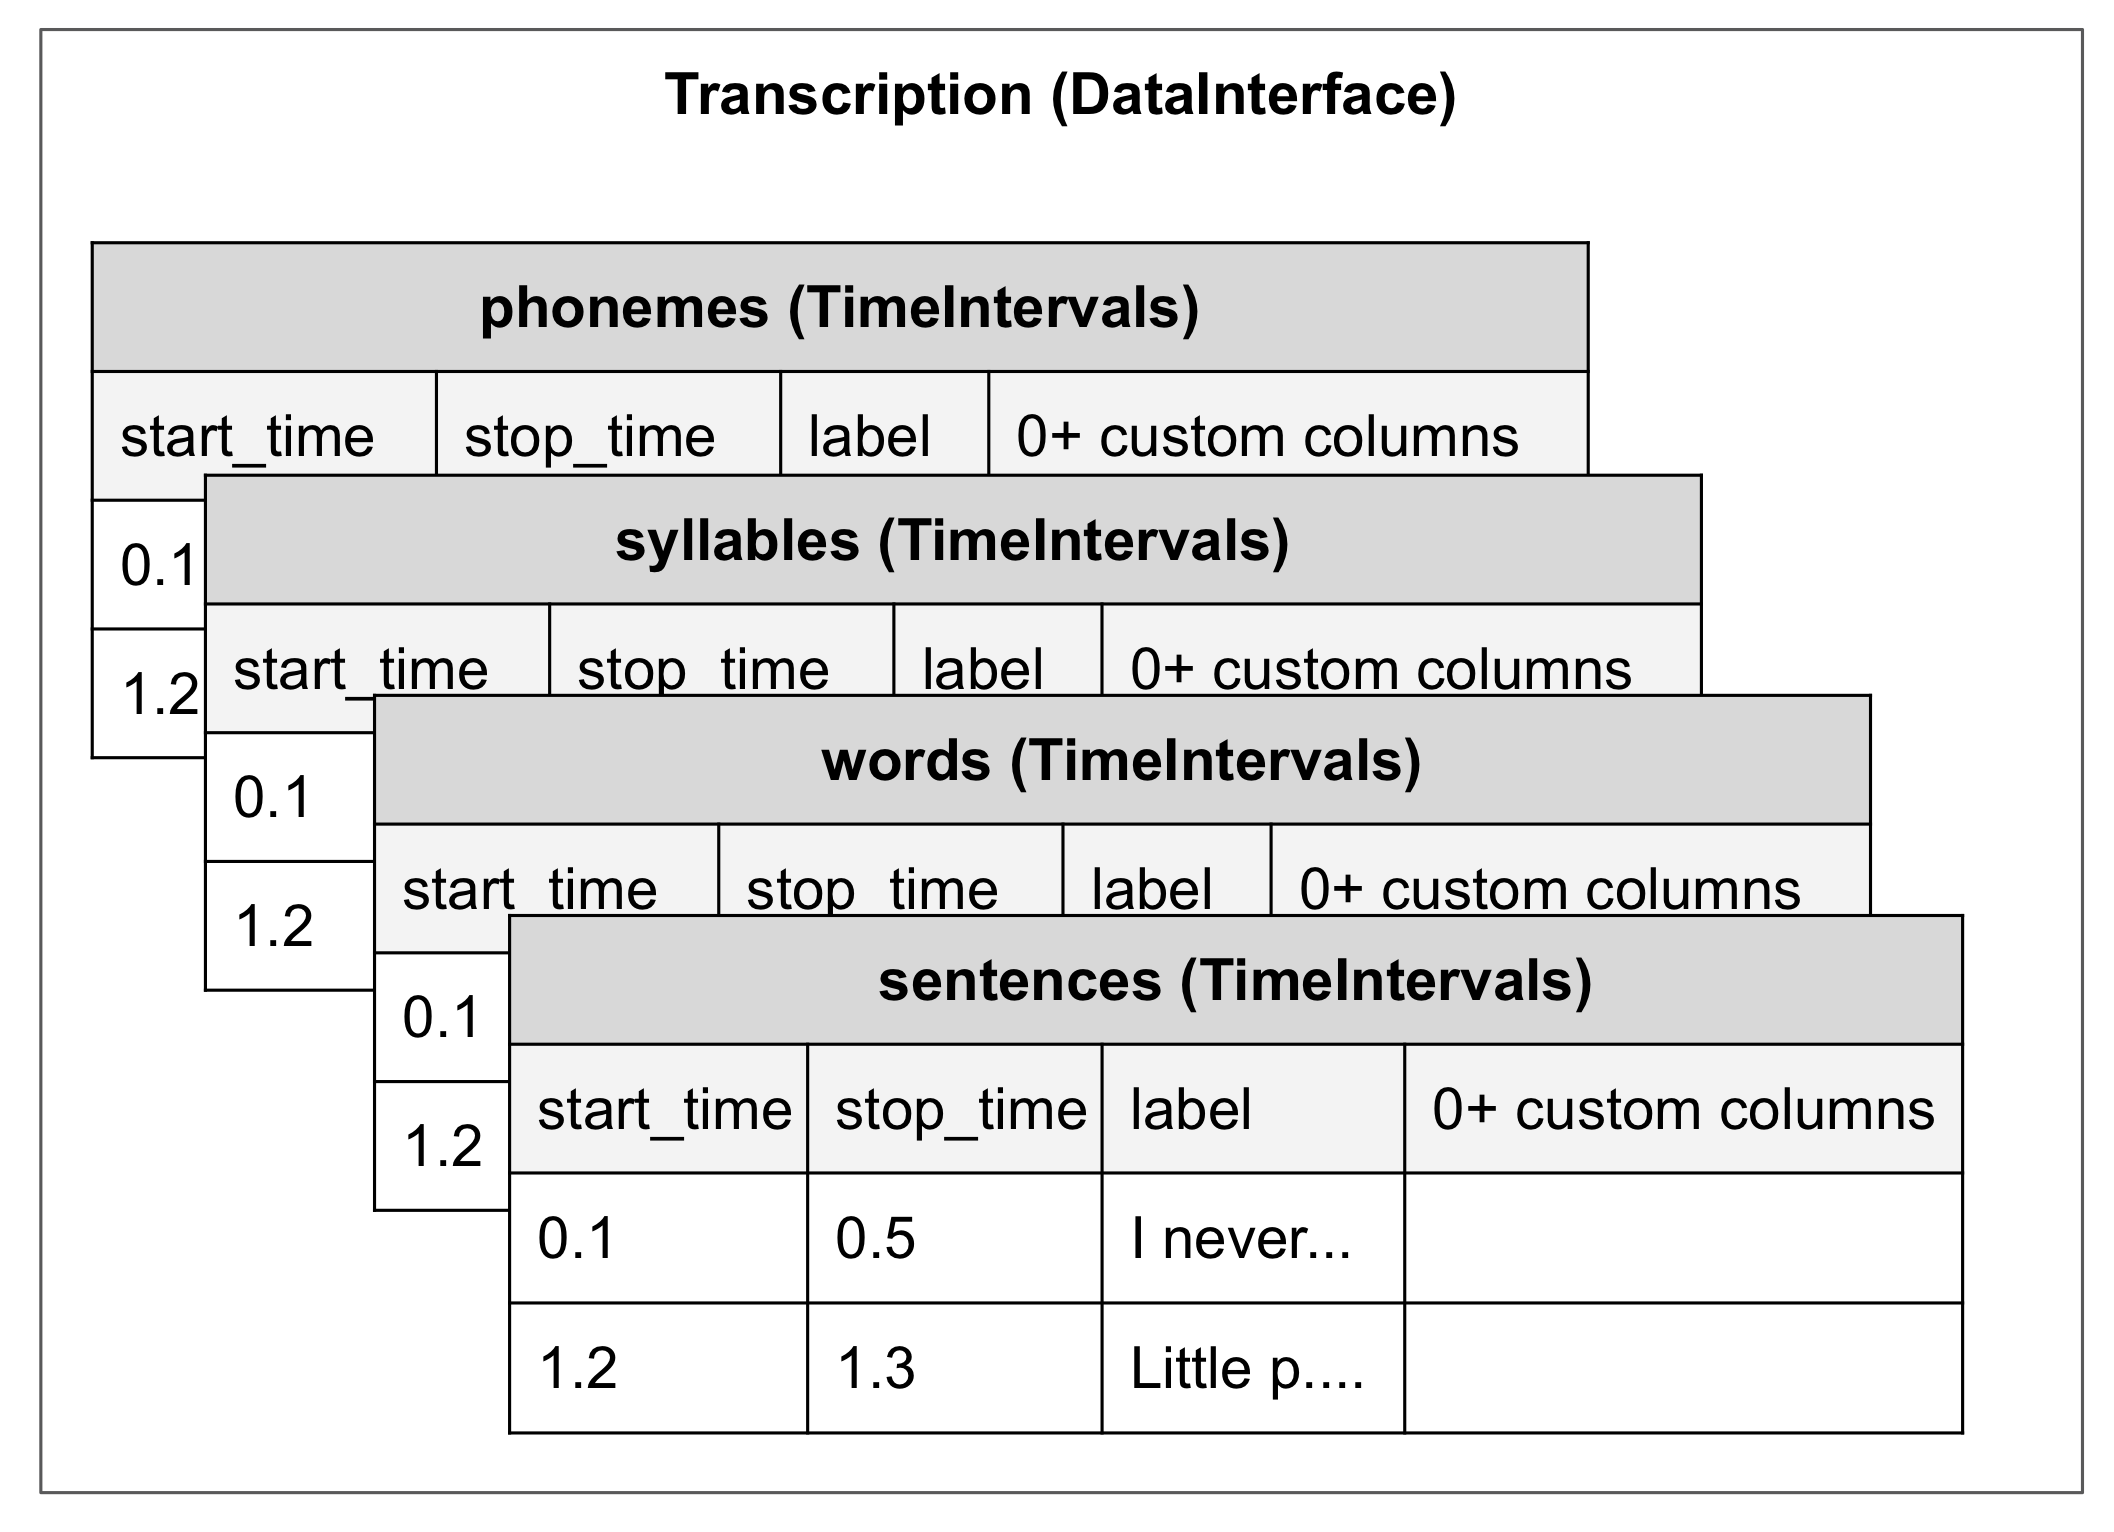 Transcription (DataInterface)
phonemes (TimeIntervals)
start_time stop_time label 0+ custom columns
0.1
1.2
syllables (TimeIntervals)
start_time stop_time label 0+ custom columns
0.1
1.2
words (TimeIntervals)
start_time stop_time label 0+ custom columns
0.1
1.2
sentences (TimeIntervals)
start_time stop_time label 0+ custom columns
0.1 0.5 I never...
1.2 1.3 Little p....